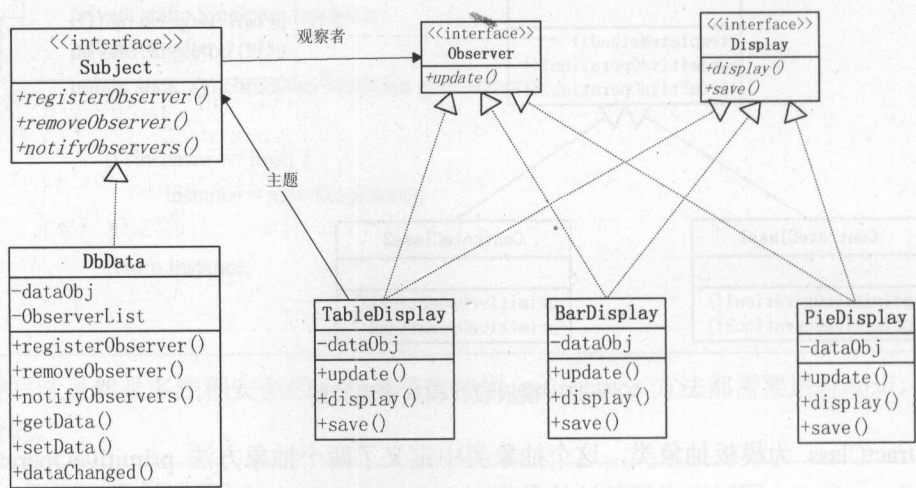 <<interface>>
Subject
+registerObserver()
+removeObserver()
+notifyObservers()
观察者
<<interface>>
Observer
+update()
<<interface>>
Display
+display()
+save()
主题
DbData
-dataObj
-ObserverList
+registerObserver()
+removeObserver()
+notifyObservers()
+getData()
+setData()
+dataChanged()
TableDisplay
-dataObj
+update()
+display()
+save()
BarDisplay
-dataObj
+update()
+display()
+save()
PieDisplay
-dataObj
+update()
+display()
+save()